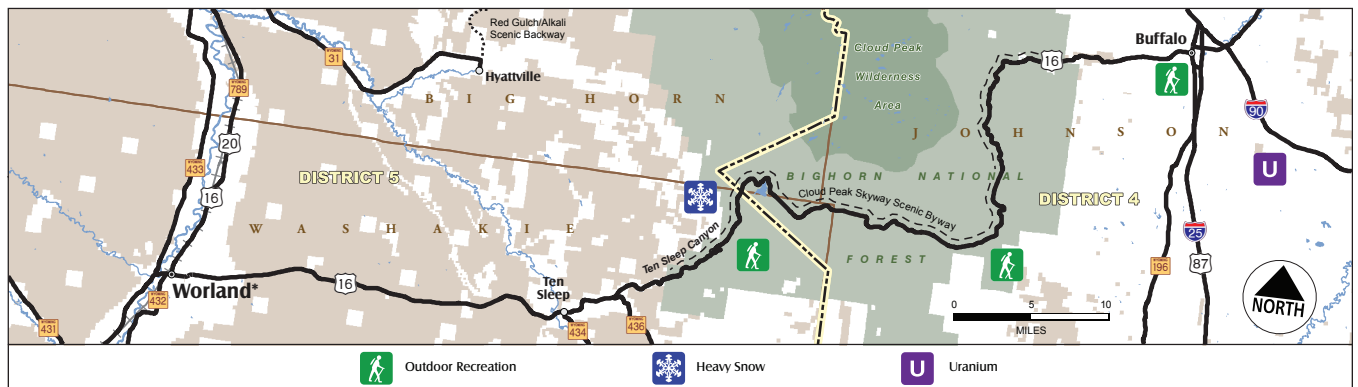 Red Gulch/Alkali
Scenic Backway
31
Hyattville
WYOMING
789
20
WYOMING
433
16
BIG HORN
DISTRICT 5
WASHAKIE
Cloud Peak
Wilderness
Area
16
Buffalo
90
U
JOHNSON
BIGHORN NATIONAL
FOREST
Cloud Peak Skyway Scenic Byway
DISTRICT 4
Ten Sleep Canyon
25
87
196
Worland*
16
Ten
Sleep
432
431
434
436
0 5 10
MILES
NORTH
Outdoor Recreation
Heavy Snow
U Uranium